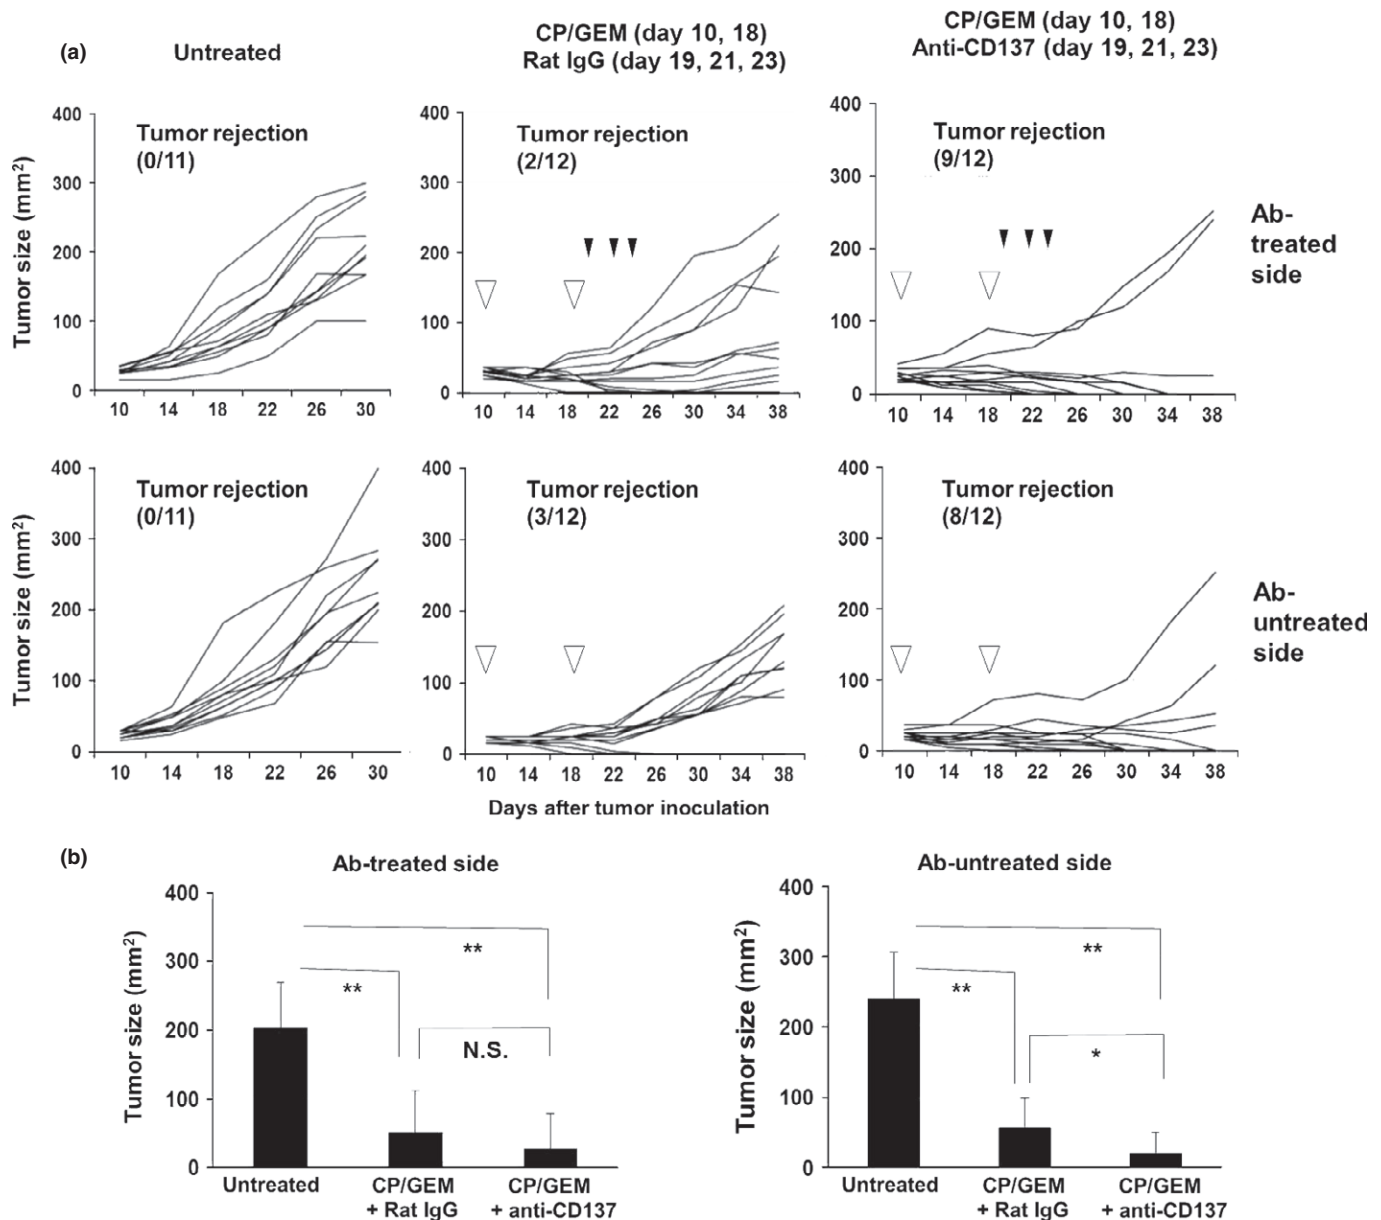 (a)
Untreated
CP/GEM (day 10, 18)
Rat IgG (day 19, 21, 23)
CP/GEM (day 10, 18)
Anti-CD137 (day 19, 21, 23)
Tumor size (mm²)
400
300
200
100
0
Tumor rejection
(0/11)
10 14 18 22 26 30
400
300
200
100
0
Tumor rejection
(2/12)
10 14 18 22 26 30 34 38
400
300
200
100
0
Tumor rejection
(9/12)
10 14 18 22 26 30 34 38
Ab-
treated
side
Tumor size (mm²)
400
300
200
100
0
Tumor rejection
(0/11)
10 14 18 22 26 30
400
300
200
100
0
Tumor rejection
(3/12)
10 14 18 22 26 30 34 38
400
300
200
100
0
Tumor rejection
(8/12)
10 14 18 22 26 30 34 38
Ab-
untreated
side
Days after tumor inoculation
(b)
Ab-treated side
Tumor size (mm²)
400
300
200
100
0
**
**
N.S.
Untreated
CP/GEM
+ Rat IgG
CP/GEM
+ anti-CD137
Ab-untreated side
Tumor size (mm²)
400
300
200
100
0
**
**
*
Untreated
CP/GEM
+ Rat IgG
CP/GEM
+ anti-CD137